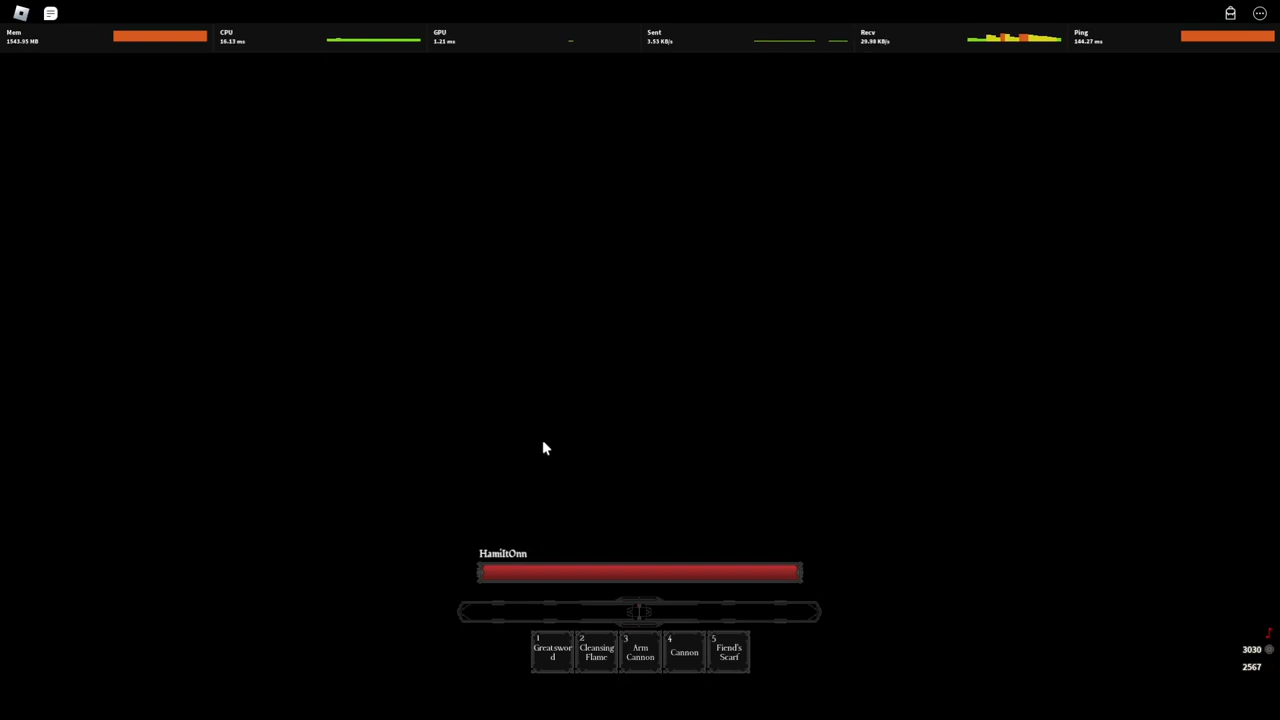 Mem
1543.95 MB
CPU
16.13 ms
GPU
1.21 ms
Sent
3.53 KB/s
Recv
29.98 KB/s
Ping
144.27 ms
HamiltOnn
1
Greatswor
d
2
Cleansing
Flame
3
Arm
Cannon
4
Cannon
5
Fiend's
Scarf
3030
2567